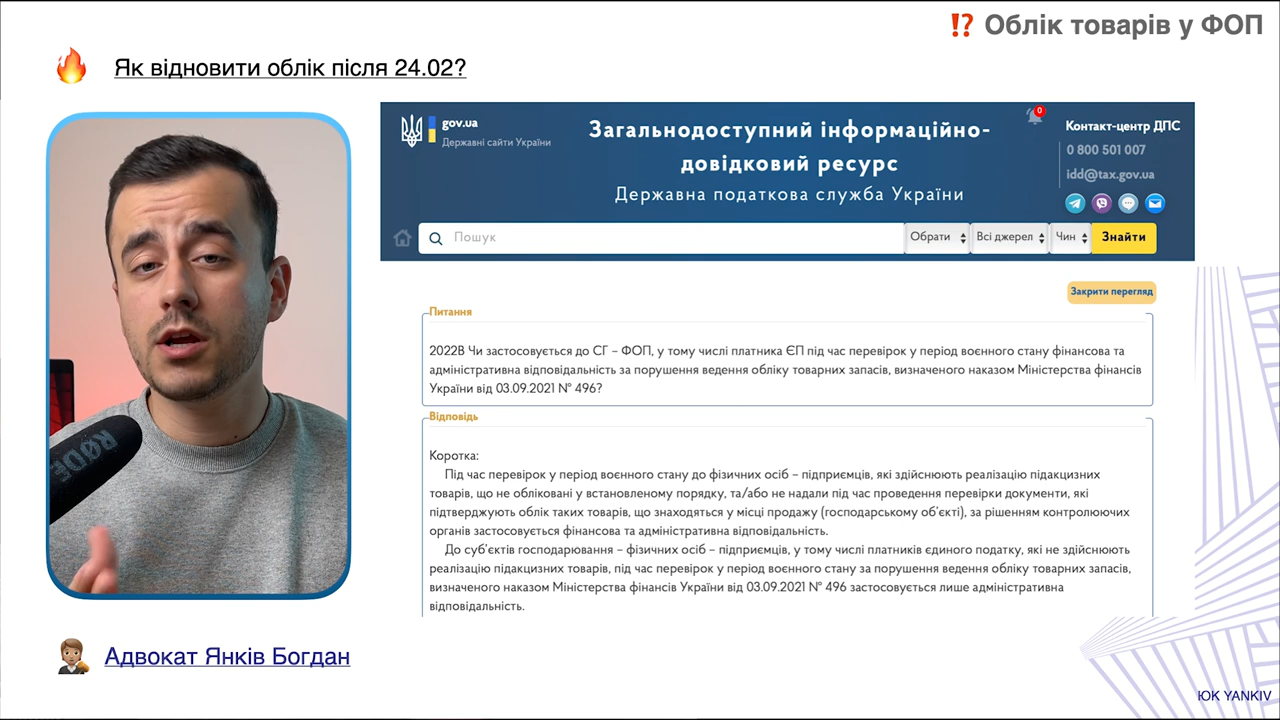 ⁉️ Облік товарів у ФОП
Як відновити облік після 24.02?
gov.ua
Державні сайти України
Загальнодоступний інформаційно-
довідковий ресурс
Державна податкова служба України
0
Контакт-центр ДПС
0 800 501 007
idd@tax.gov.ua
Пошук
Обрати
Всі джерел
Чин
Знайти
Закрити перегляд
Питання
2022В Чи застосовується до СГ – ФОП, у тому числі платника ЄП під час перевірок у період воєнного стану фінансова та
адміністративна відповідальність за порушення ведення обліку товарних запасів, визначеного наказом Міністерства фінансів
України від 03.09.2021 № 496?
Відповідь
Коротка:
Під час перевірок у період воєнного стану до фізичних осіб – підприємців, які здійснюють реалізацію підакцизних
товарів, що не обліковані у встановленому порядку, та/або не надали під час проведення перевірки документи, які
підтверджують облік таких товарів, що знаходяться у місці продажу (господарському об’єкті), за рішенням контролюючих
органів застосовується фінансова та адміністративна відповідальність.
До суб’єктів господарювання – фізичних осіб – підприємців, у тому числі платників єдиного податку, які не здійснюють
реалізацію підакцизних товарів, під час перевірок у період воєнного стану за порушення ведення обліку товарних запасів,
визначеного наказом Міністерства фінансів України від 03.09.2021 № 496 застосовується лише адміністративна
відповідальність.
RØDE
Адвокат Янків Богдан
ЮК YANKIV